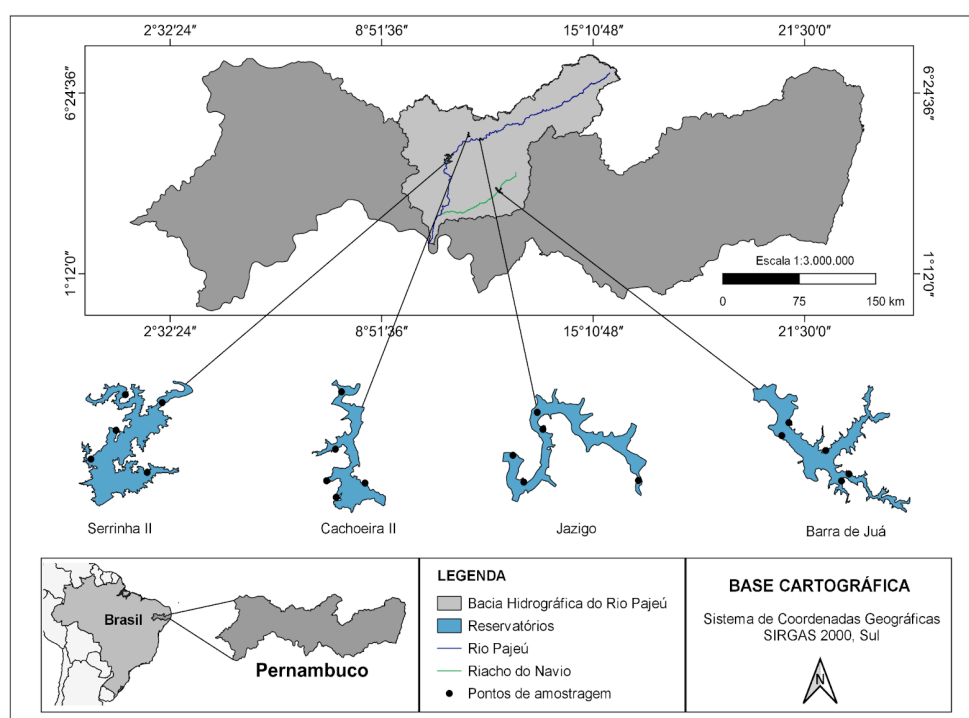 2°32'24" 8°51'36" 15°10'48" 21°30'0"
6°24'36" 6°24'36"
1°12'0" 1°12'0"
Escala 1:3.000.000
0 75 150 km
2°32'24" 8°51'36" 15°10'48" 21°30'0"
Serrinha II Cachoeira II Jazigo Barra de Juá
Brasil
Pernambuco
LEGENDA
Bacia Hidrográfica do Rio Pajeú
Reservatórios
Rio Pajeú
Riacho do Navio
Pontos de amostragem
BASE CARTOGRÁFICA
Sistema de Coordenadas Geográficas
SIRGAS 2000, Sul
N